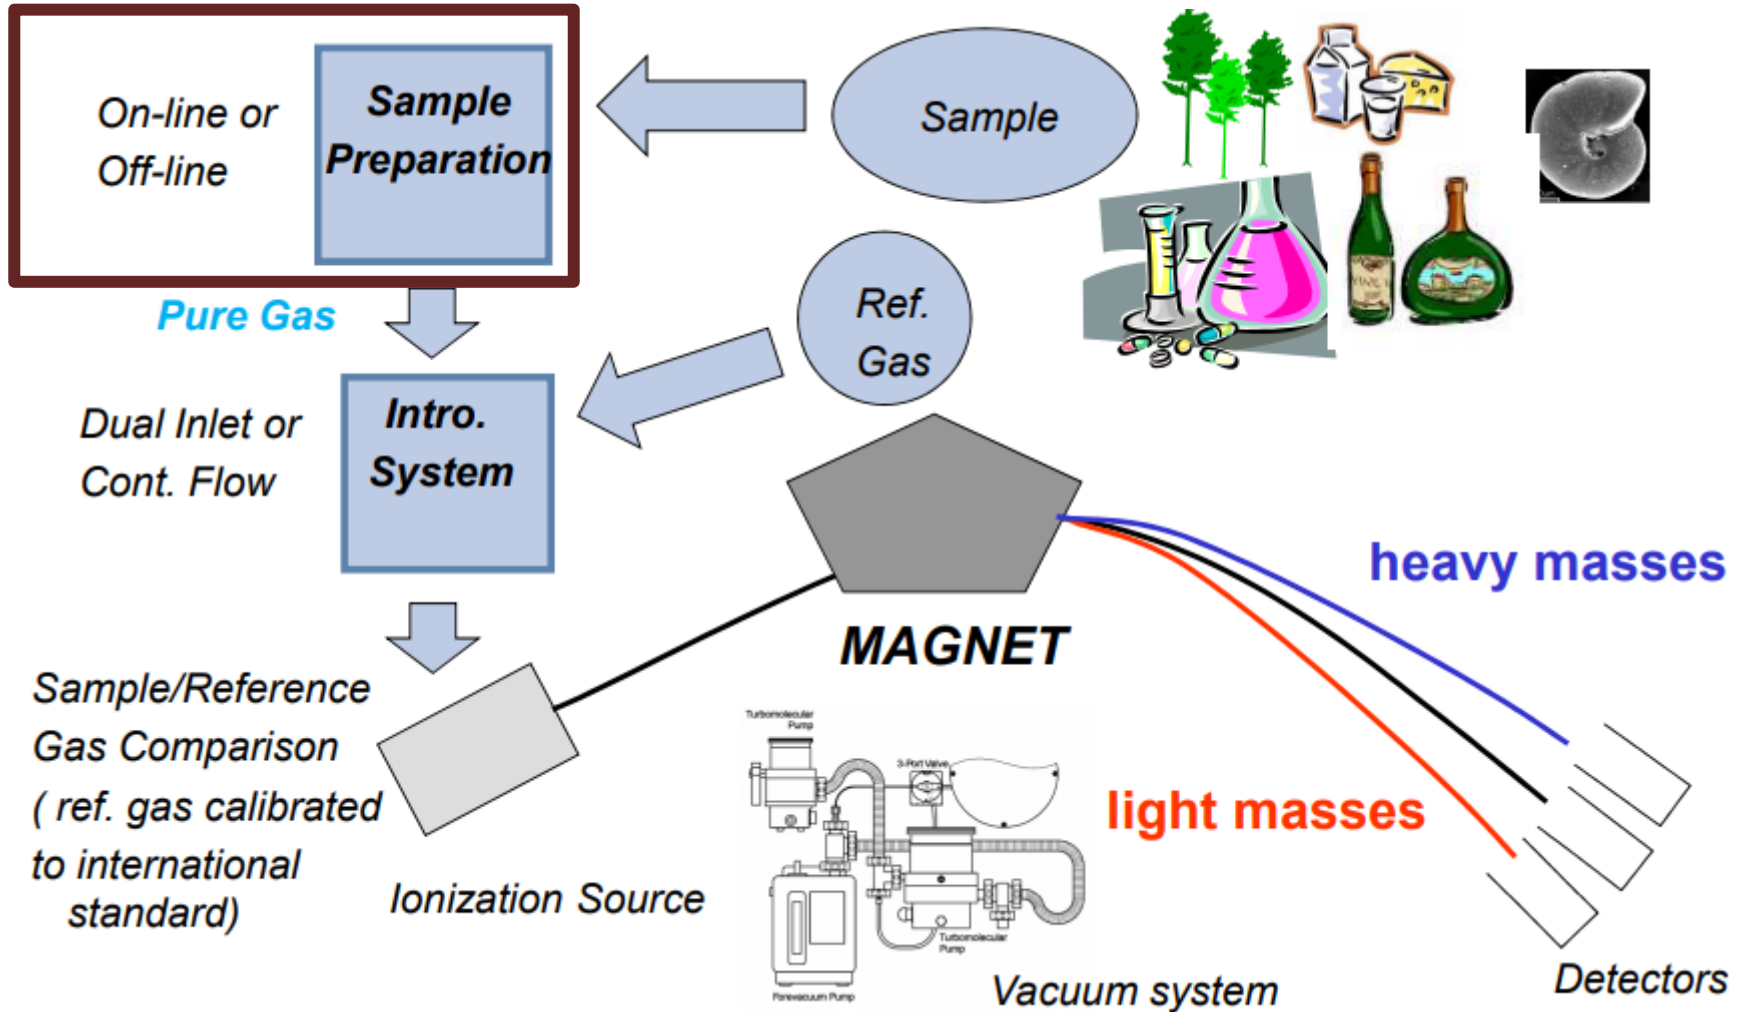 On-line or
Off-line
Sample
Preparation
Sample
Pure Gas
Ref.
Gas
Dual Inlet or
Cont. Flow
Intro.
System
heavy masses
MAGNET
Sample/Reference
Gas Comparison
( ref. gas calibrated
to international
standard)
Ionization Source
Turbomolecular
Pump
3-Port Valve
light masses
Turbomolecular
Pump
Forevacuum Pump
Vacuum system
Detectors